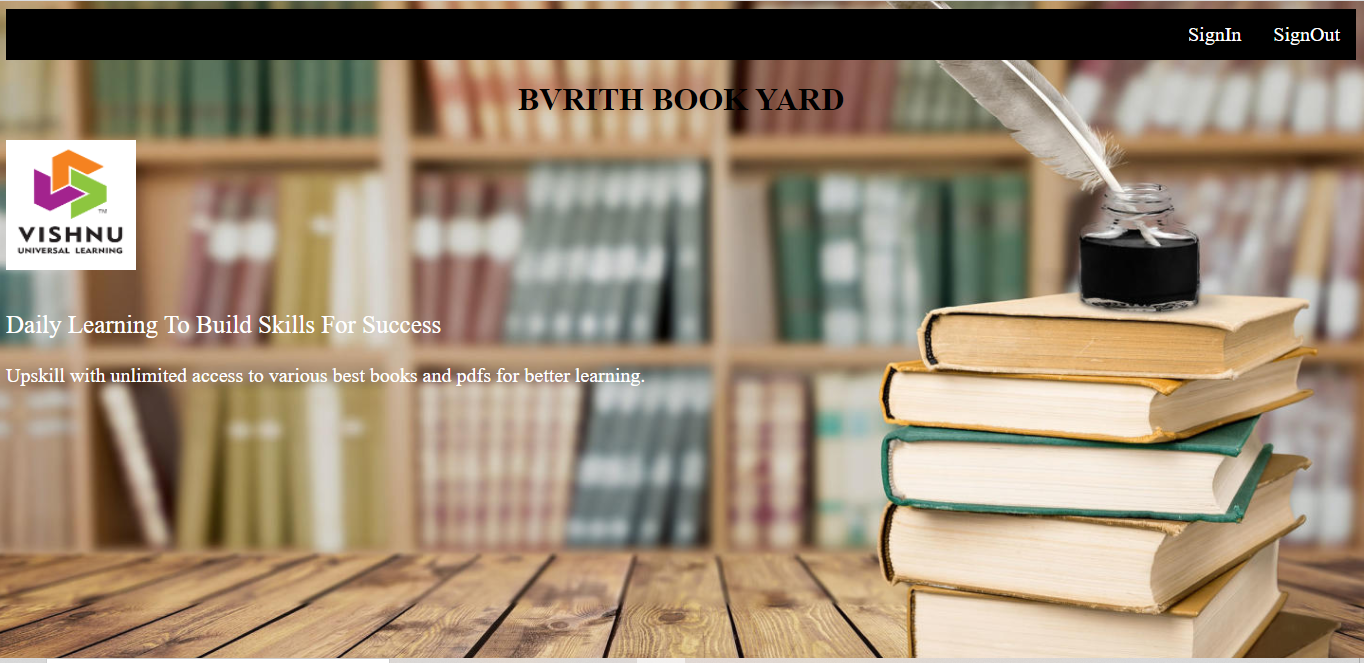 SignIn SignOut
BVRITH BOOK YARD
VISHNU
UNIVERSAL LEARNING
TM
Daily Learning To Build Skills For Success
Upskill with unlimited access to various best books and pdfs for better learning.